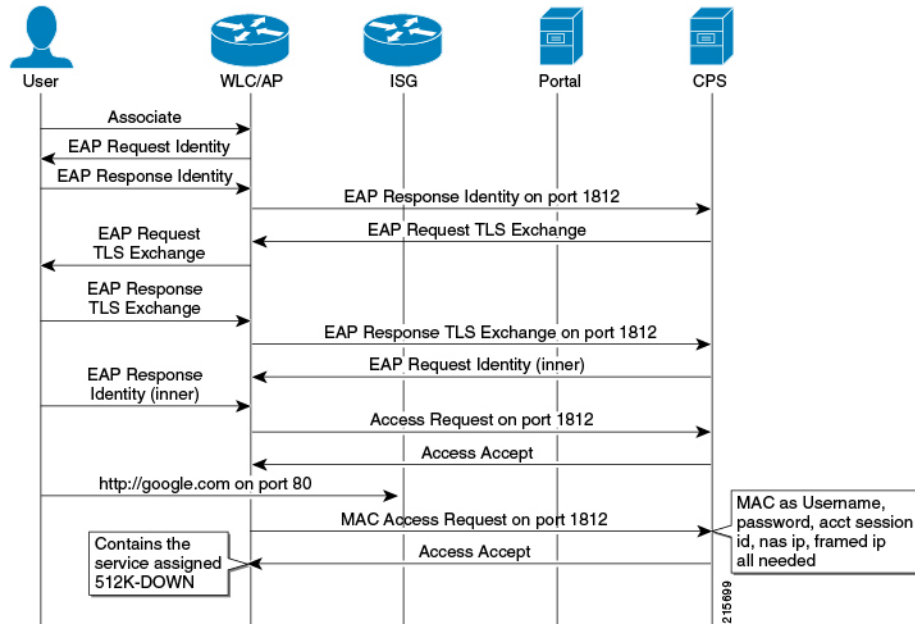 User
WLC/AP
ISG
Portal
CPS
Associate
EAP Request Identity
EAP Response Identity
EAP Response Identity on port 1812
EAP Request TLS Exchange
EAP Request
TLS Exchange
EAP Response
TLS Exchange
EAP Response TLS Exchange on port 1812
EAP Request Identity (inner)
EAP Response
Identity (inner)
Access Request on port 1812
Access Accept
http://google.com on port 80
MAC Access Request on port 1812
MAC as Username,
password, acct session
id, nas ip, framed ip
all needed
Contains the
service assigned
512K-DOWN
Access Accept
215699